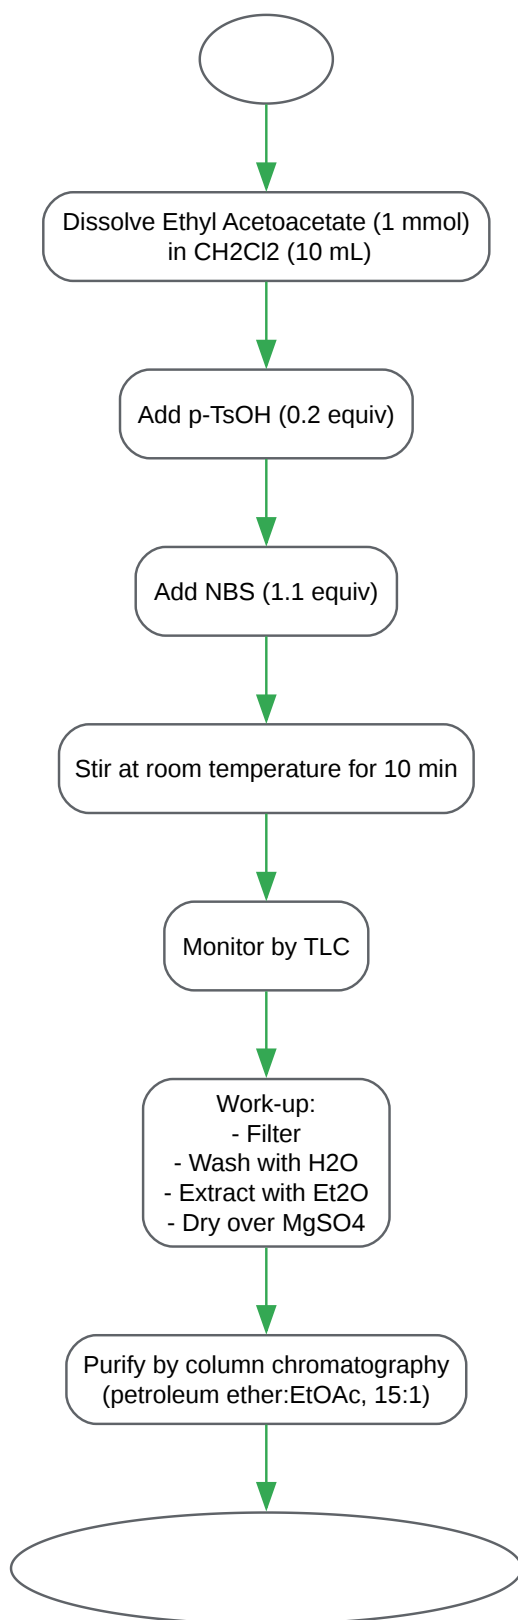 Dissolve Ethyl Acetoacetate (1 mmol)
in CH2Cl2 (10 mL)
Add p-TsOH (0.2 equiv)
Add NBS (1.1 equiv)
Stir at room temperature for 10 min
Monitor by TLC
Work-up:
- Filter
- Wash with H2O
- Extract with Et2O
- Dry over MgSO4
Purify by column chromatography
(petroleum ether:EtOAc, 15:1)